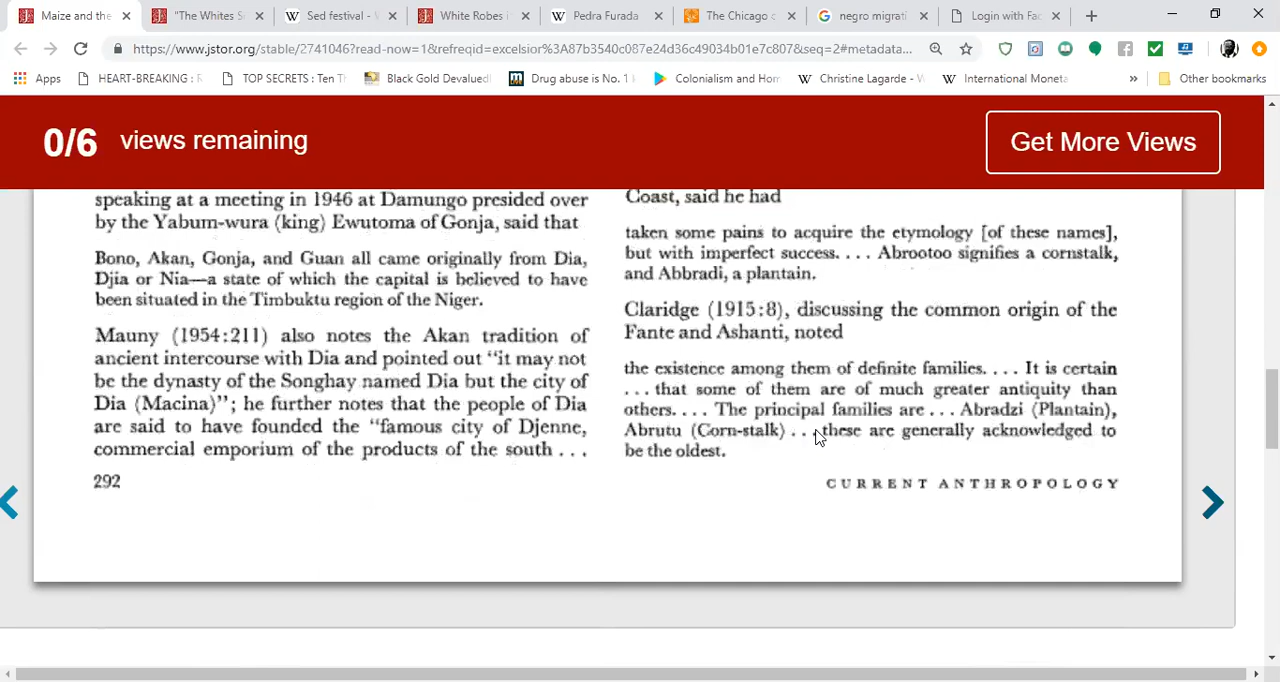 Maize and the
"The Whites S
Sed festival - W
White Robes i
Pedra Furada
The Chicago c
negro migrati
Login with Fac
https://www.jstor.org/stable/2741046?read-now=1&refreqid=excelsior%3A87b3540c087e24d36c49034b01e7c807&seq=2#metadata...
Apps
HEART-BREAKING : R
TOP SECRETS : Ten Th
Black Gold Devalued
Drug abuse is No. 1
Colonialism and Hom
Christine Lagarde - W
International Moneta
»
Other bookmarks
0/6 views remaining
Get More Views
speaking at a meeting in 1946 at Damungo presided over
by the Yabum-wura (king) Ewutoma of Gonja, said that
Bono, Akan, Gonja, and Guan all came originally from Dia,
Djia or Nia—a state of which the capital is believed to have
been situated in the Timbuktu region of the Niger.
Mauny (1954:211) also notes the Akan tradition of
ancient intercourse with Dia and pointed out "it may not
be the dynasty of the Songhay named Dia but the city of
Dia (Macina)"; he further notes that the people of Dia
are said to have founded the "famous city of Djenne,
commercial emporium of the products of the south . . .
292
Coast, said he had
taken some pains to acquire the etymology [of these names],
but with imperfect success. . . . Abrootoo signifies a cornstalk,
and Abbradi, a plantain.
Claridge (1915:8), discussing the common origin of the
Fante and Ashanti, noted
the existence among them of definite families. . . . It is certain
. . . that some of them are of much greater antiquity than
others. . . . The principal families are . . . Abradzi (Plantain),
Abrutu (Corn-stalk) . . . these are generally acknowledged to
be the oldest.
CURRENT ANTHROPOLOGY